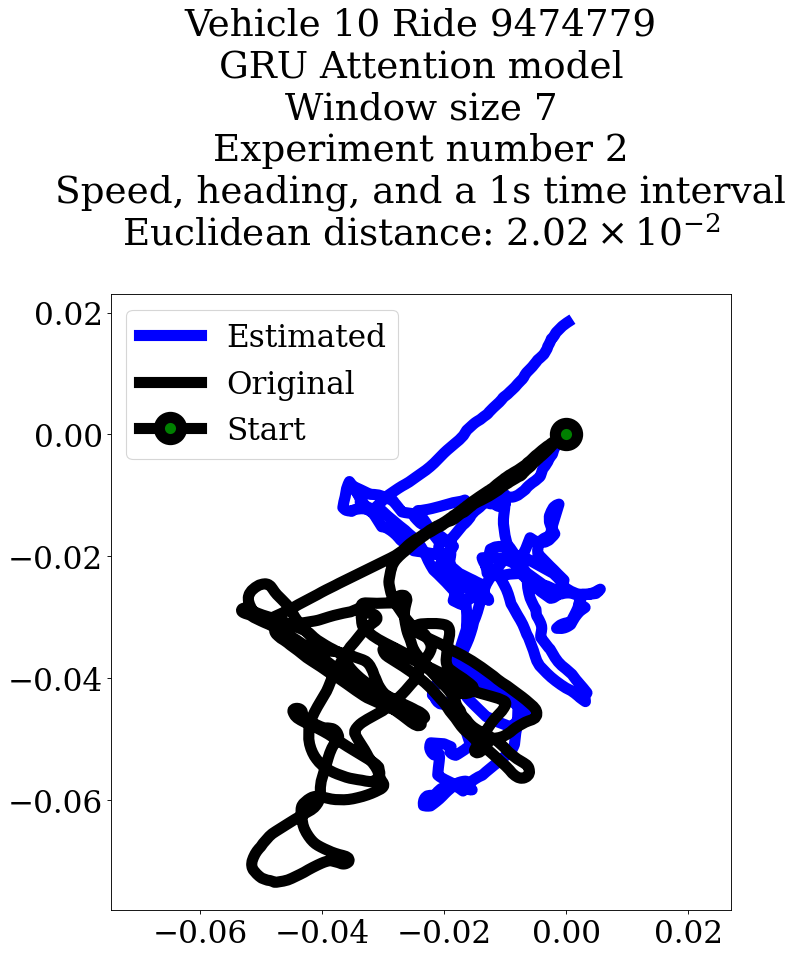 Vehicle 10 Ride 9474779
GRU Attention model
Window size 7
Experiment number 2
Speed, heading, and a 1s time interval
Euclidean distance: 2.02 × 10⁻²
Estimated
Original
Start
0.02
0.00
−0.02
−0.04
−0.06
−0.06 −0.04 −0.02 0.00 0.02